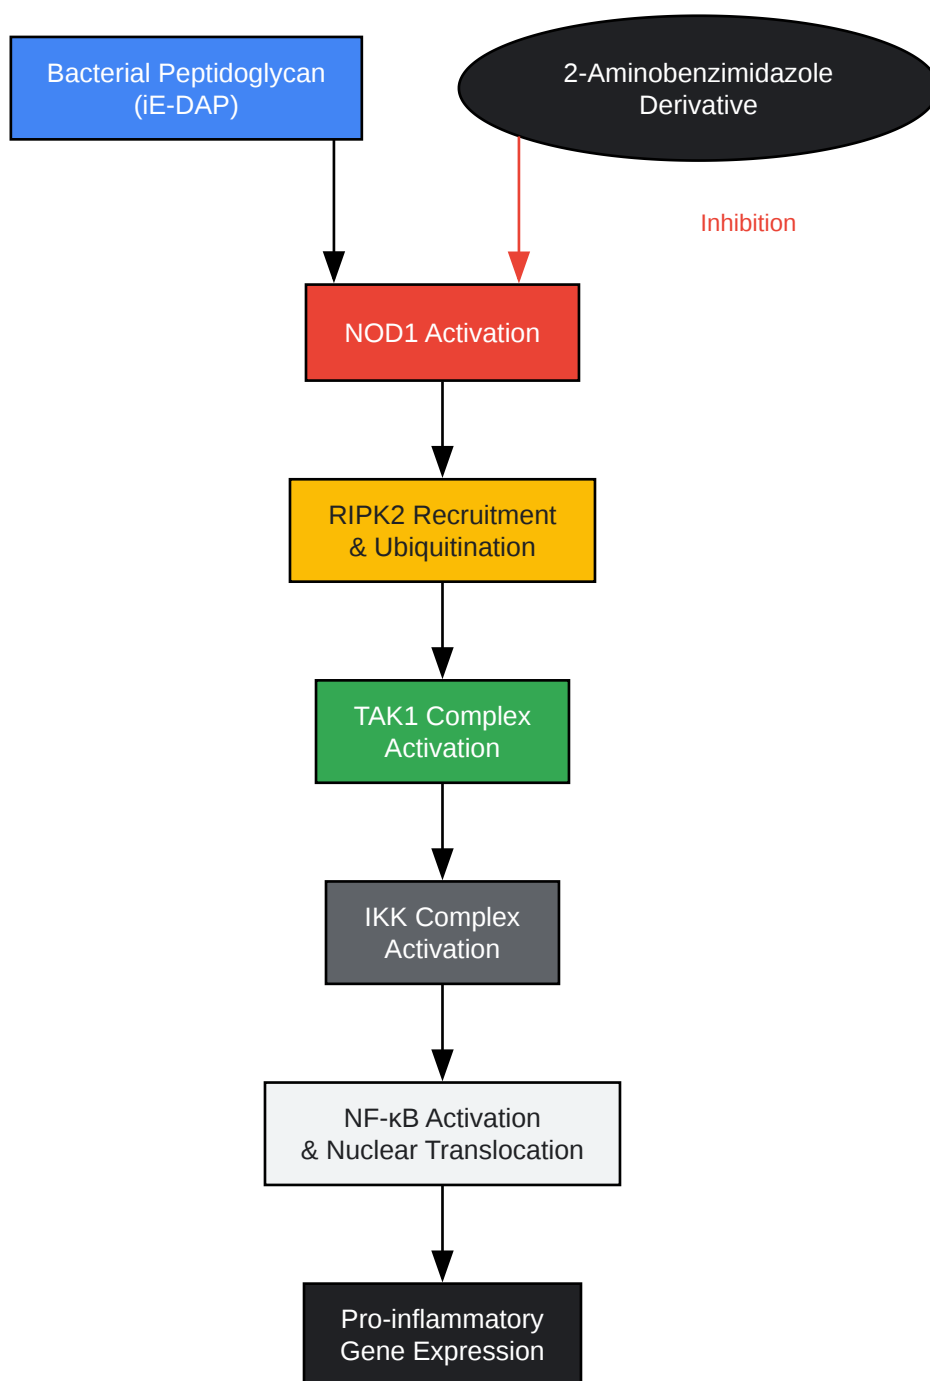 Bacterial Peptidoglycan
(iE-DAP)
2-Aminobenzimidazole
Derivative
Inhibition
NOD1 Activation
RIPK2 Recruitment
& Ubiquitination
TAK1 Complex
Activation
IKK Complex
Activation
NF-κB Activation
& Nuclear Translocation
Pro-inflammatory
Gene Expression